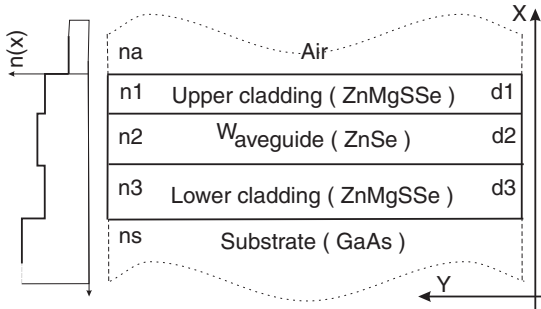 X
n(x)
na Air
n1 Upper cladding ( ZnMgSSe ) d1
n2 Waveguide ( ZnSe ) d2
n3 Lower cladding ( ZnMgSSe ) d3
ns Substrate ( GaAs )
Y